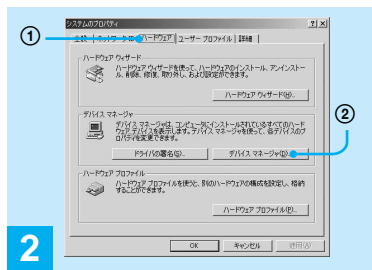 システムのプロパティ
①
全般 ネットワーク ID ハードウェア ユーザー プロファイル 詳細
ハードウェア ウィザード
ハードウェア ウィザードを使って、ハードウェアのインストール、アンインストー
ル、削除、修復、取り外し、および設定ができます。
ハードウェア ウィザード(H)...
デバイス マネージャ
②
デバイス マネージャは、コンピュータにインストールされているすべてのハード
ウェア デバイスを表示します。デバイス マネージャを使って、各デバイスのプ
ロパティを変更できます。
ドライバの署名(S)...
デバイス マネージャ(D)...
ハードウェア プロファイル
ハードウェア プロファイルを使うと、別のハードウェアの構成を設定し、格納
することができます。
ハードウェア プロファイル(P)...
2
OK
キャンセル
適用(A)